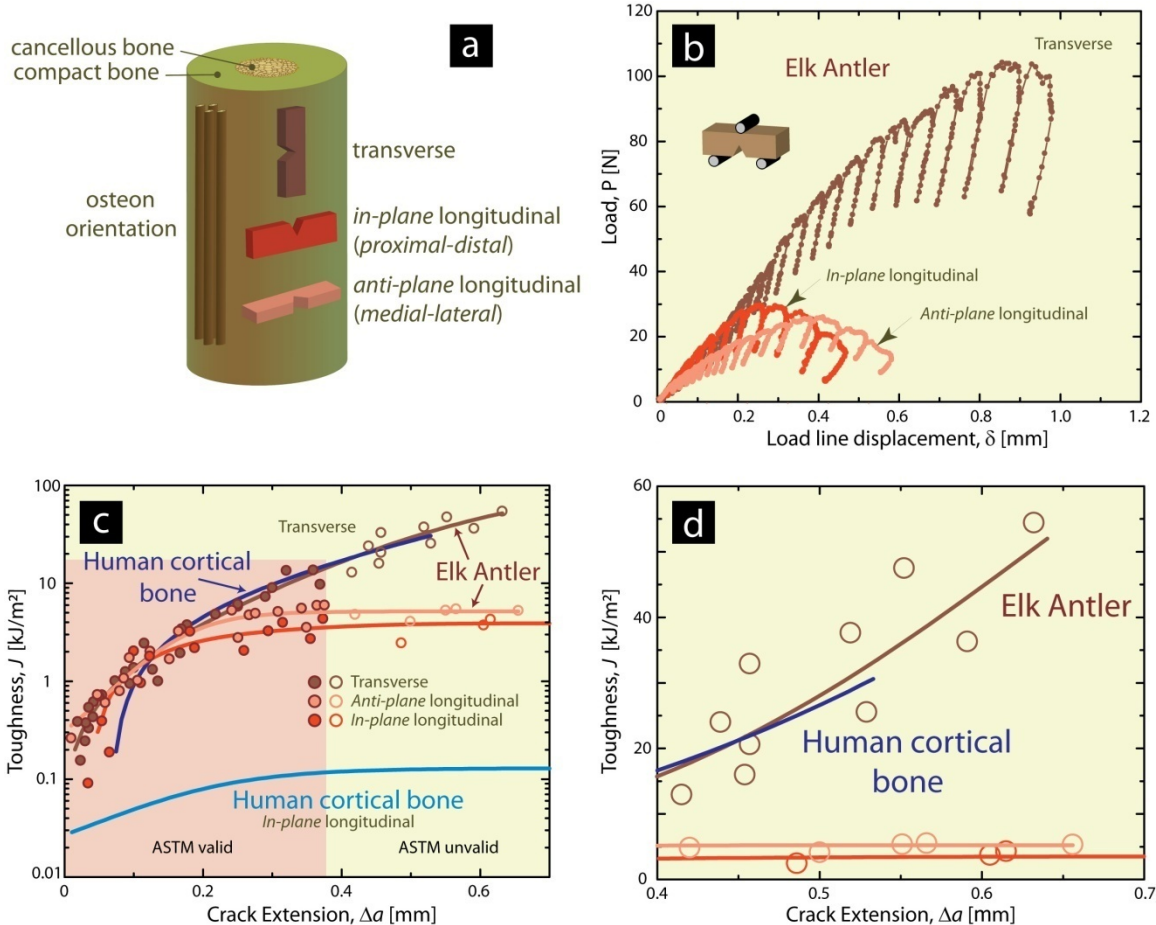 a
cancellous bone
compact bone
transverse
osteon
orientation
in-plane longitudinal
(proximal-distal)
anti-plane longitudinal
(medial-lateral)
b
Transverse
Elk Antler
120
100
80
60
40
20
0
Load, P [N]
In-plane longitudinal
Anti-plane longitudinal
0
0.2
0.4
0.6
0.8
1.0
1.2
Load line displacement, δ [mm]
c
100
10
1
0.1
0.01
Toughness, J [kJ/m²]
Transverse
Human cortical
bone
Elk Antler
Transverse
Anti-plane longitudinal
In-plane longitudinal
Human cortical bone
In-plane longitudinal
ASTM valid
ASTM unvalid
0
0.2
0.4
0.6
Crack Extension, Δa [mm]
d
60
50
40
30
20
10
0
Toughness, J [kJ/m²]
Elk Antler
Human cortical
bone
0.4
0.5
0.6
0.7
Crack Extension, Δa [mm]